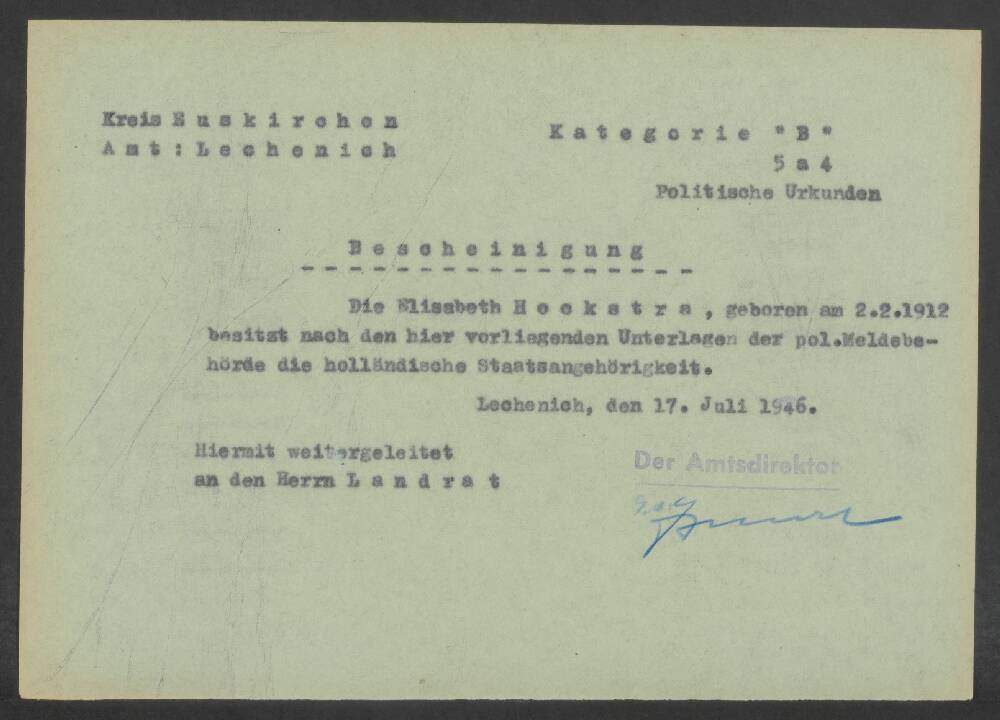 Kreis Euskirchen
Amt: Lechenich
Kategorie "B"
5 a 4
Politische Urkunden
Bescheinigung
Die Elisabeth Hoekstra, geboren am 2.2.1912
besitzt nach den hier vorliegenden Unterlagen der pol.Meldebe-
hörde die holländische Staatsangehörigkeit.
Lechenich, den 17. Juli 1946.
Hiermit weitergeleitet
an den Herrn Landrat
Der Amtsdirektor